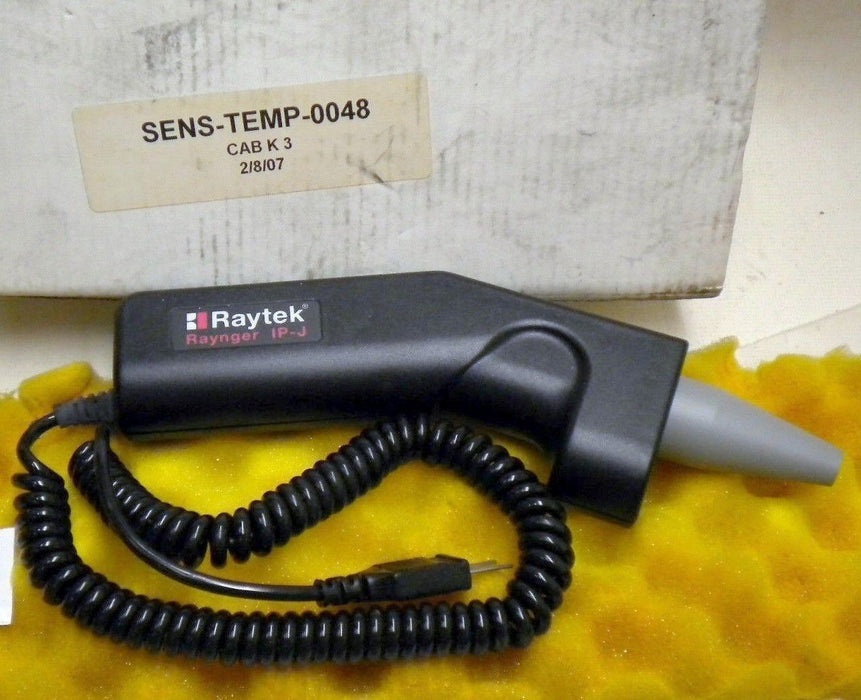 SENS-TEMP-0048
CAB K 3
2/8/07
Raytek®
Raynger IP-J